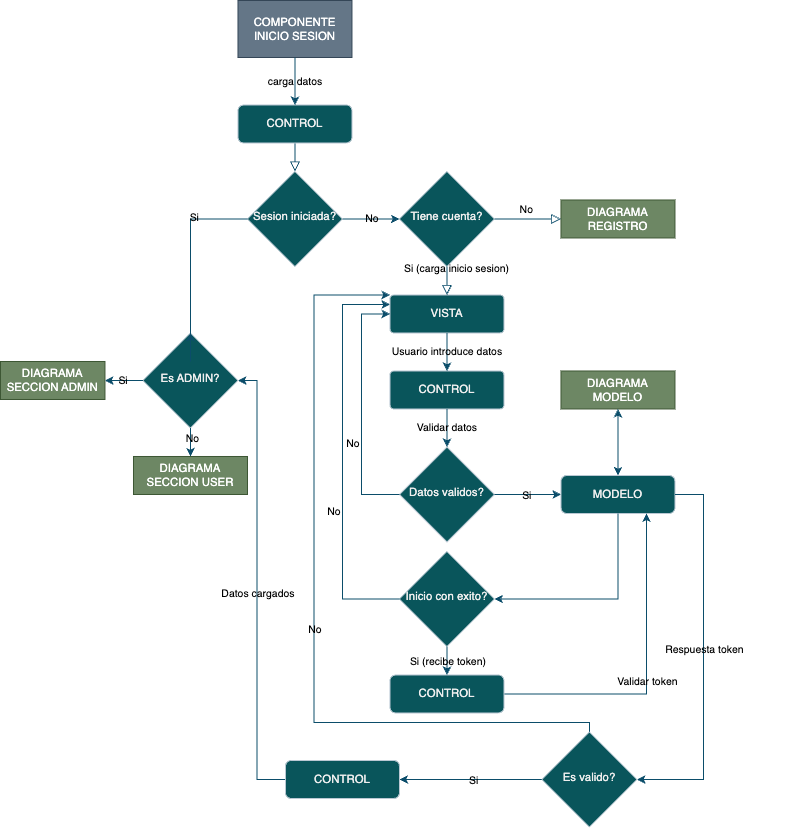 COMPONENTE
INICIO SESION
carga datos
CONTROL
Sesion iniciada?
Si
No
Tiene cuenta?
No
DIAGRAMA
REGISTRO
Si (carga inicio sesion)
VISTA
Usuario introduce datos
CONTROL
Validar datos
Es ADMIN?
Si
DIAGRAMA
SECCION ADMIN
No
DIAGRAMA
SECCION USER
DIAGRAMA
MODELO
No
Datos validos?
Si
MODELO
No
Inicio con exito?
Datos cargados
No
Si (recibe token)
CONTROL
Respuesta token
Validar token
Es valido?
Si
CONTROL